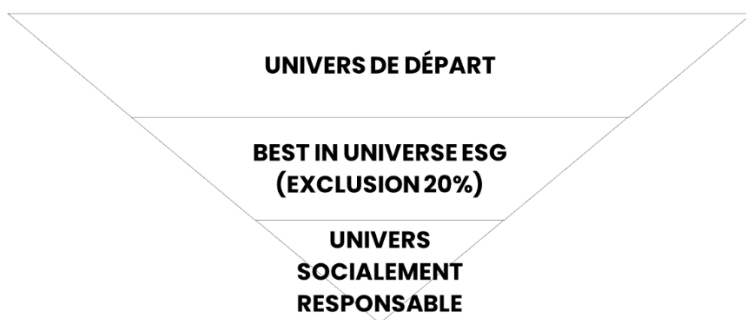 UNIVERS DE DÉPART
BEST IN UNIVERSE ESG
(EXCLUSION 20%)
UNIVERS
SOCIALEMENT
RESPONSABLE